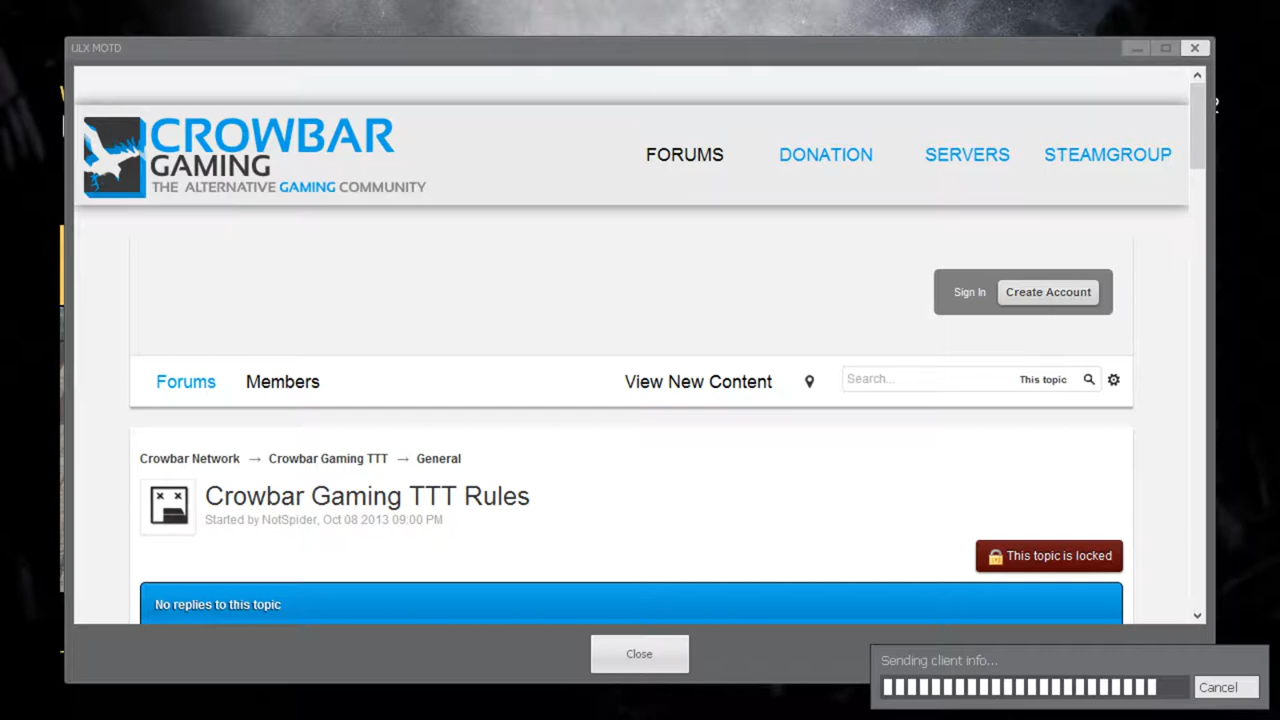 ULX MOTD
CROWBAR
GAMING
THE ALTERNATIVE GAMING COMMUNITY
FORUMS DONATION SERVERS STEAMGROUP
Sign In Create Account
Forums Members View New Content Search... This topic
Crowbar Network → Crowbar Gaming TTT → General
Crowbar Gaming TTT Rules
Started by NotSpider, Oct 08 2013 09:00 PM
This topic is locked
No replies to this topic
Close
Sending client info...
Cancel